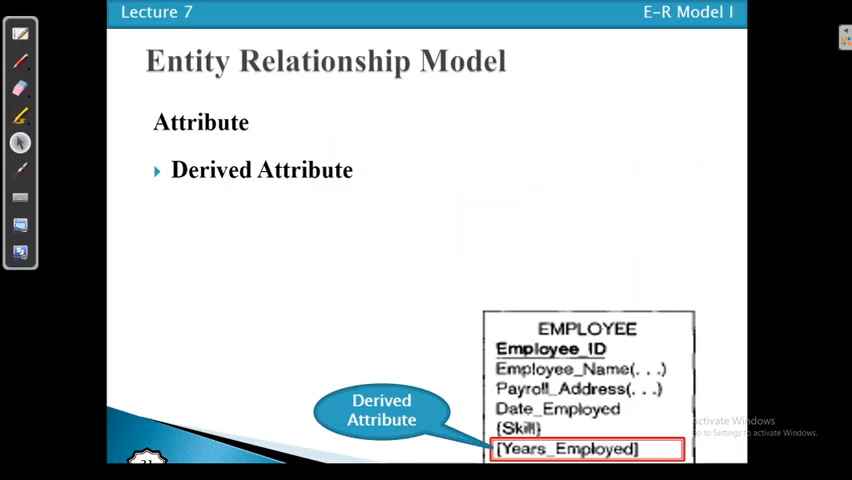 Lecture 7
E-R Model I
Entity Relationship Model
Attribute
Derived Attribute
EMPLOYEE
Employee_ID
Employee_Name(. . .)
Payroll_Address(. . .)
Date_Employed
{Skill}
[Years_Employed]
Derived
Attribute
Activate Windows
Go to Settings to activate Windows.